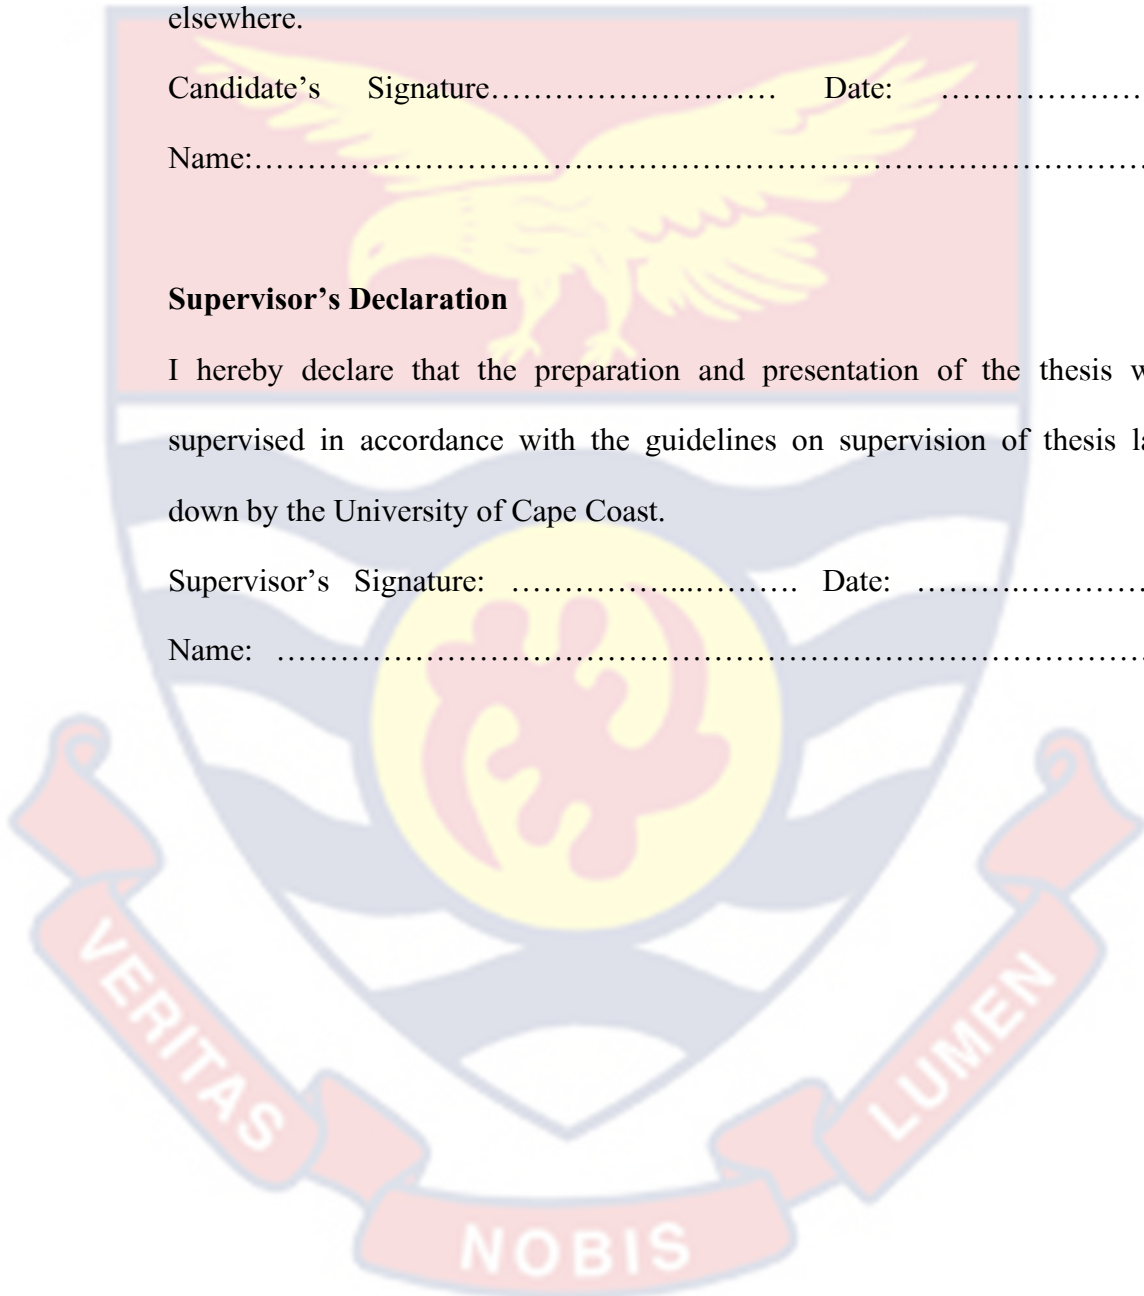 elsewhere.
Candidate’s Signature……………………… Date: …………………
Name:…………………………………………………………………………
Supervisor’s Declaration
I hereby declare that the preparation and presentation of the thesis w
supervised in accordance with the guidelines on supervision of thesis la
down by the University of Cape Coast.
Supervisor’s Signature: ……………...………. Date: ……….…………
Name: ………………………………………………………………………
VERITAS
NOBIS
LUMEN